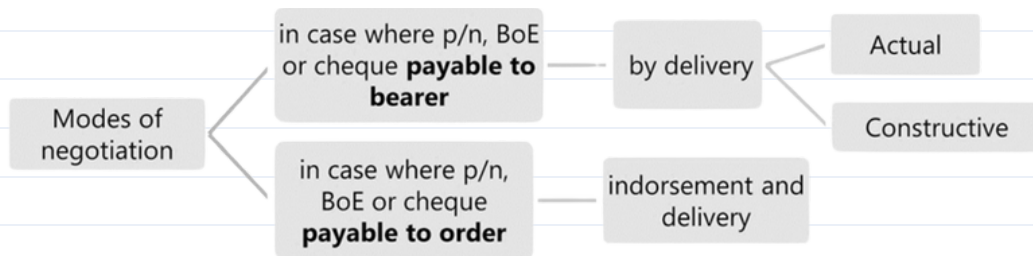 Modes of
negotiation
in case where p/n, BoE
or cheque payable to
bearer
by delivery
Actual
Constructive
in case where p/n,
BoE or cheque
payable to order
indorsement and
delivery